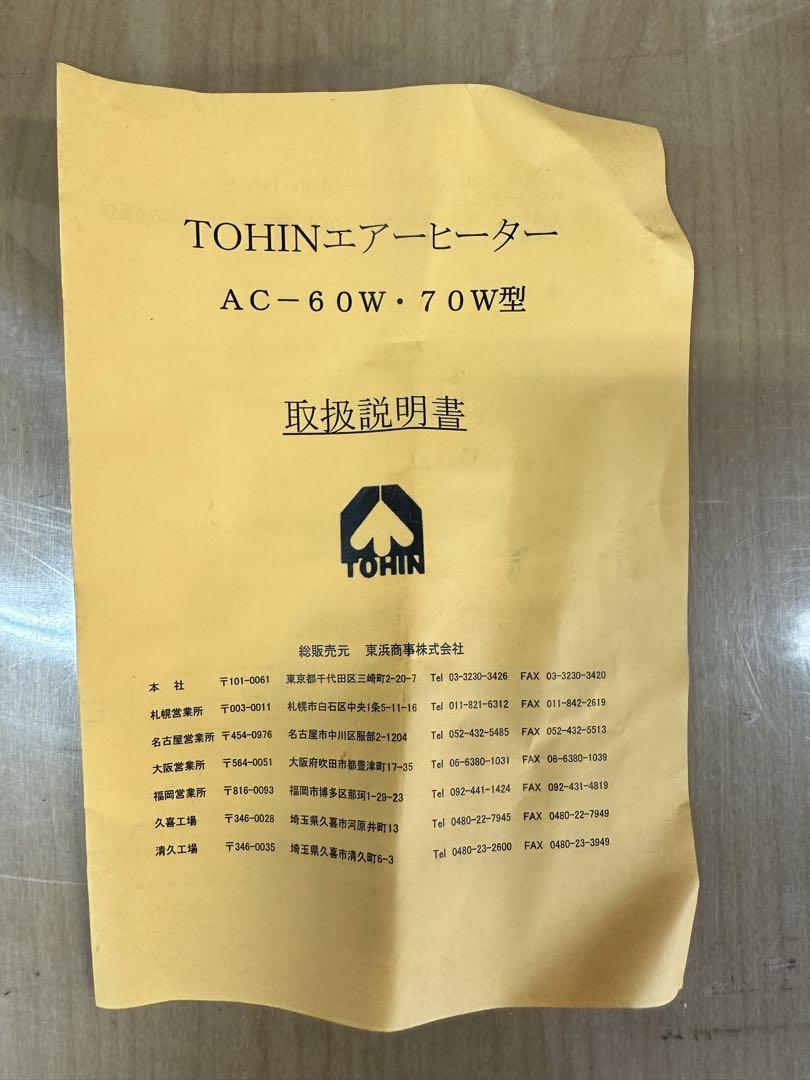 TOHINエアーヒーター
AC－60W・70W型
取扱説明書
TOHIN
総販売元 東浜商事株式会社
本 社 〒101-0061 東京都千代田区三崎町2-20-7 Tel 03-3230-3426 FAX 03-3230-3420
札幌営業所 〒003-0011 札幌市白石区中央1条5-11-16 Tel 011-821-6312 FAX 011-842-2619
名古屋営業所 〒454-0976 名古屋市中川区服部2-1204 Tel 052-432-5485 FAX 052-432-5513
大阪営業所 〒564-0051 大阪府吹田市都豊津町17-35 Tel 06-6380-1031 FAX 06-6380-1039
福岡営業所 〒816-0093 福岡市博多区那珂1-29-23 Tel 092-441-1424 FAX 092-431-4819
久喜工場 〒346-0028 埼玉県久喜市河原井町13 Tel 0480-22-7945 FAX 0480-22-7949
清久工場 〒346-0035 埼玉県久喜市清久町6-3 Tel 0480-23-2600 FAX 0480-23-3949